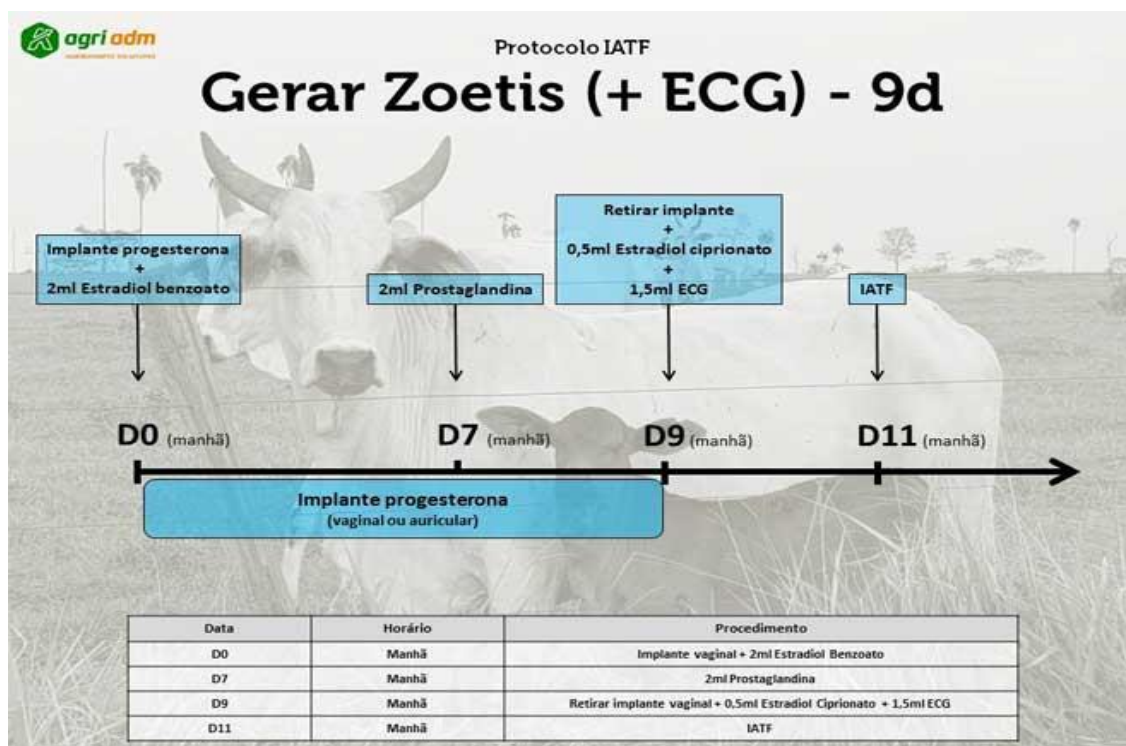 agri adm
Protocolo IATF
Gerar Zoetis (+ ECG) - 9d
Implante progesterona
+
2ml Estradiol benzoato
2ml Prostaglandina
Retirar implante
+
0,5ml Estradiol ciprionato
+
1,5ml ECG
IATF
D0 (manhã)
D7 (manhã)
D9 (manhã)
D11 (manhã)
Implante progesterona
(vaginal ou auricular)
Data Horário Procedimento
D0 Manhã Implante vaginal + 2ml Estradiol Benzoato
D7 Manhã 2ml Prostaglandina
D9 Manhã Retirar implante vaginal + 0,5ml Estradiol Ciprionato + 1,5ml ECG
D11 Manhã IATF